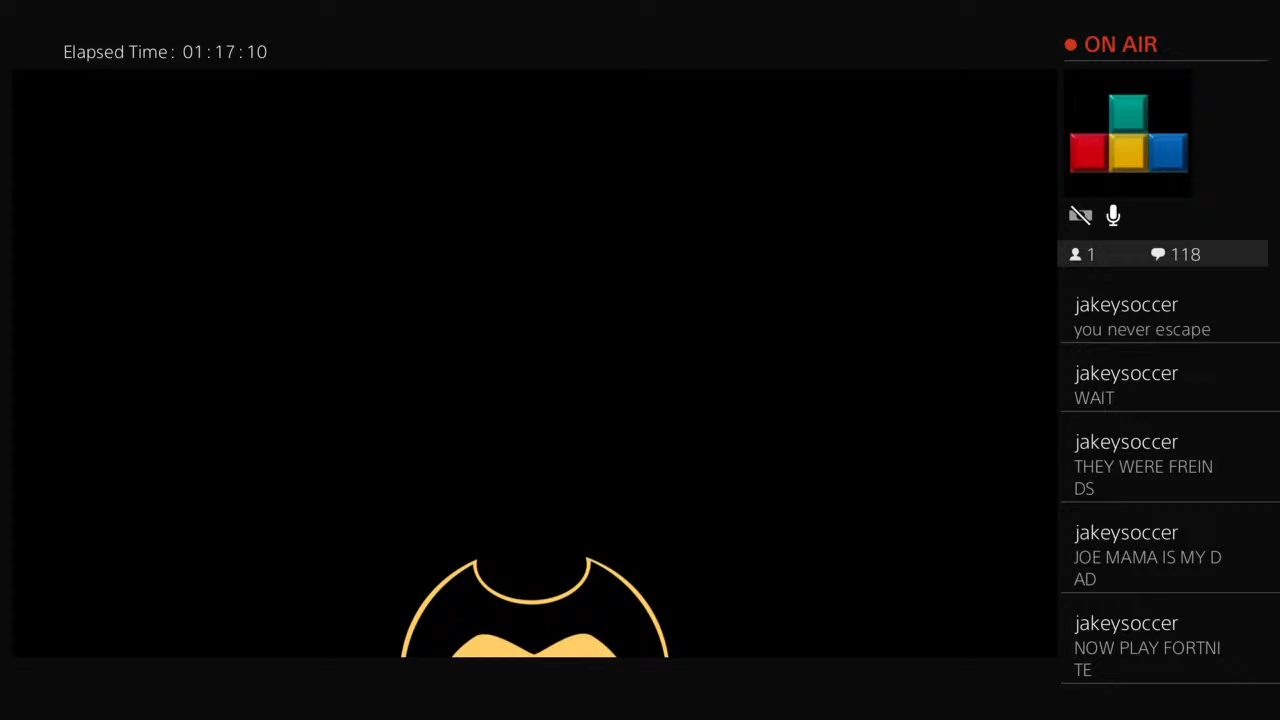 Elapsed Time: 01:17:10
ON AIR
1 118
jakeysoccer
you never escape
jakeysoccer
WAIT
jakeysoccer
THEY WERE FREIN
DS
jakeysoccer
JOE MAMA IS MY D
AD
jakeysoccer
NOW PLAY FORTNI
TE